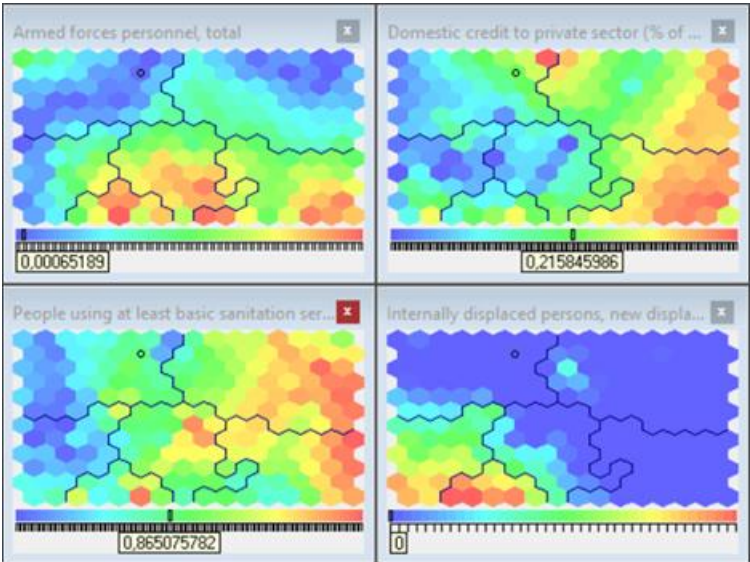 Armed forces personnel, total
x
Domestic credit to private sector (% of ...
x
0,00065189
0,215845986
People using at least basic sanitation ser...
x
Internally displaced persons, new displa...
x
0,865075782
0